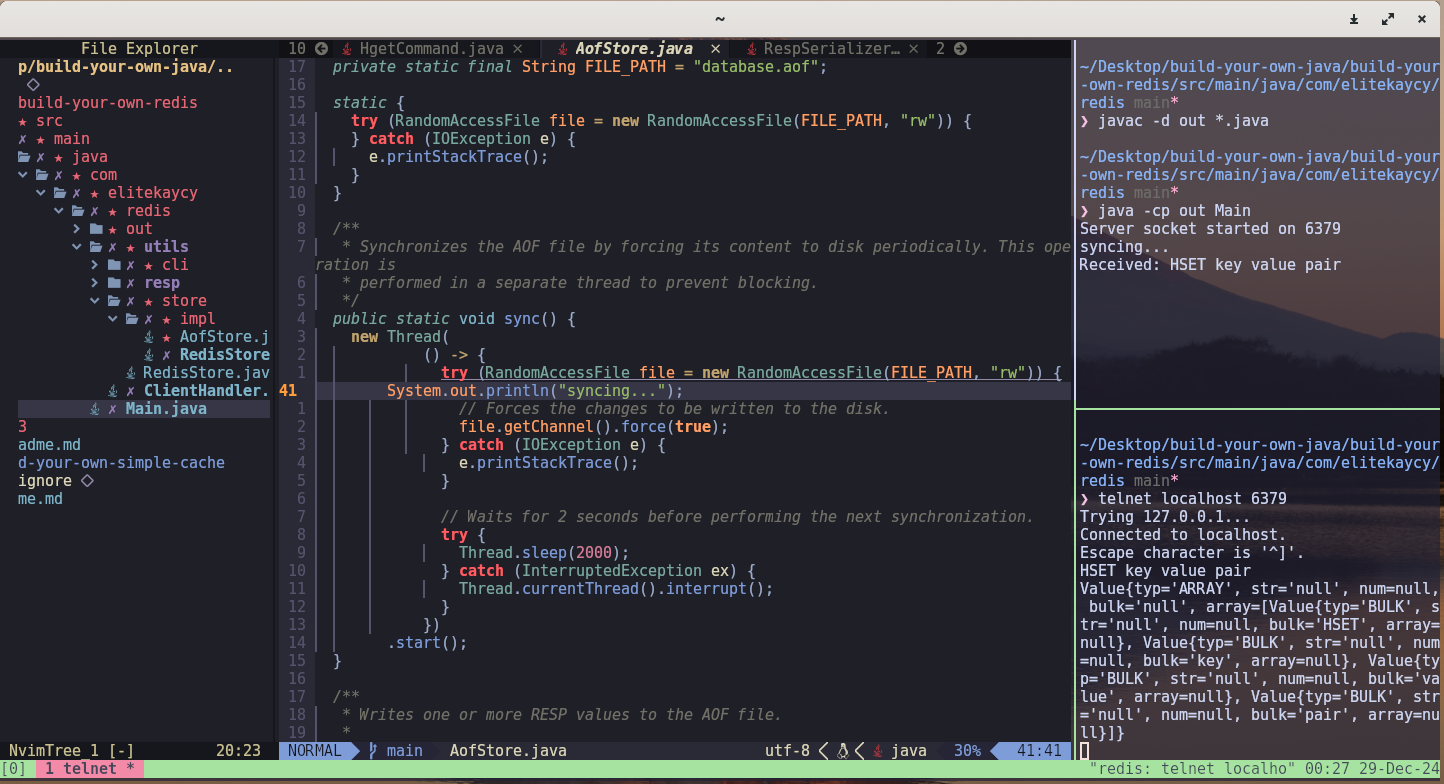 ~
File Explorer
p/build-your-own-java/..
build-your-own-redis
src
main
java
com
elitekaycy
redis
out
utils
cli
resp
store
impl
AofStore.j
RedisStore
RedisStore.jav
ClientHandler.
Main.java
3
adme.md
d-your-own-simple-cache
ignore
me.md
NvimTree_1 [-] 20:23
10 HgetCommand.java × AofStore.java × RespSerializer… × 2
17 private static final String FILE_PATH = "database.aof";
16
15 static {
14 try (RandomAccessFile file = new RandomAccessFile(FILE_PATH, "rw")) {
13 } catch (IOException e) {
12 e.printStackTrace();
11 }
10 }
9
8 /**
7 * Synchronizes the AOF file by forcing its content to disk periodically. This ope
ration is
6 * performed in a separate thread to prevent blocking.
5 */
4 public static void sync() {
3 new Thread(
2 () -> {
1 try (RandomAccessFile file = new RandomAccessFile(FILE_PATH, "rw")) {
41 System.out.println("syncing...");
1 // Forces the changes to be written to the disk.
2 file.getChannel().force(true);
3 } catch (IOException e) {
4 e.printStackTrace();
5 }
6
7 // Waits for 2 seconds before performing the next synchronization.
8 try {
9 Thread.sleep(2000);
10 } catch (InterruptedException ex) {
11 Thread.currentThread().interrupt();
12 }
13 })
14 .start();
15 }
16
17 /**
18 * Writes one or more RESP values to the AOF file.
19 *
NORMAL main AofStore.java utf-8 java 30% 41:41
~/Desktop/build-your-own-java/build-your
-own-redis/src/main/java/com/elitekaycy/
redis main*
❯ javac -d out *.java
~/Desktop/build-your-own-java/build-your
-own-redis/src/main/java/com/elitekaycy/
redis main*
❯ java -cp out Main
Server socket started on 6379
syncing...
Received: HSET key value pair
~/Desktop/build-your-own-java/build-your
-own-redis/src/main/java/com/elitekaycy/
redis main*
❯ telnet localhost 6379
Trying 127.0.0.1...
Connected to localhost.
Escape character is '^]'.
HSET key value pair
Value{typ='ARRAY', str='null', num=null,
bulk='null', array=[Value{typ='BULK', s
tr='null', num=null, bulk='HSET', array=
null}, Value{typ='BULK', str='null', num
=null, bulk='key', array=null}, Value{ty
p='BULK', str='null', num=null, bulk='va
lue', array=null}, Value{typ='BULK', str
='null', num=null, bulk='pair', array=nu
ll}]}
[0] 1 telnet * "redis: telnet localho" 00:27 29-Dec-24